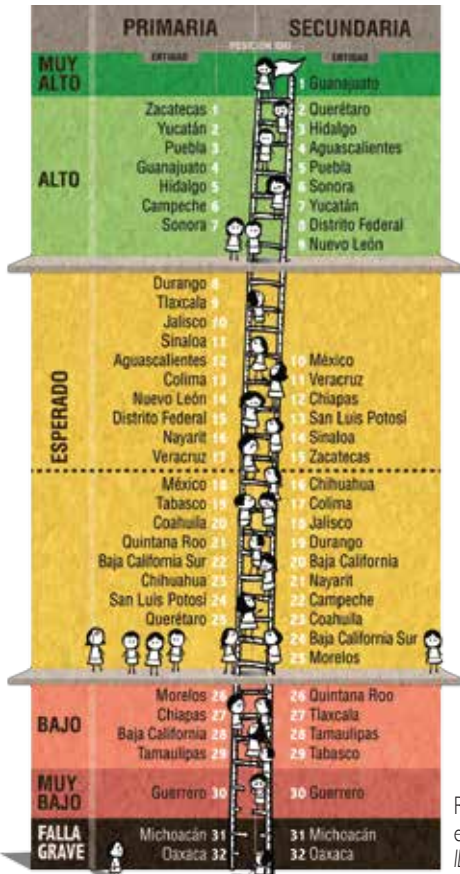 PRIMARIA
SECUNDARIA
POSICIÓN IDIO
ENTIDAD
ENTIDAD
MUY ALTO
1 Guanajuato
ALTO
Zacatecas 1
Yucatán 2
Puebla 3
Guanajuato 4
Hidalgo 5
Campeche 6
Sonora 7
2 Querétaro
3 Hidalgo
4 Aguascalientes
5 Puebla
6 Sonora
7 Yucatán
8 Distrito Federal
9 Nuevo León
ESPERADO
Durango 8
Tlaxcala 9
Jalisco 10
Sinaloa 11
Aguascalientes 12
Colima 13
Nuevo León 14
Distrito Federal 15
Nayarit 16
Veracruz 17
10 México
11 Veracruz
12 Chiapas
13 San Luis Potosí
14 Sinaloa
15 Zacatecas
México 18
Tabasco 19
Coahuila 20
Quintana Roo 21
Baja California Sur 22
Chihuahua 23
San Luis Potosí 24
Querétaro 25
16 Chihuahua
17 Colima
18 Jalisco
19 Durango
20 Baja California
21 Nayarit
22 Campeche
23 Coahuila
24 Baja California Sur
25 Morelos
BAJO
Morelos 26
Chiapas 27
Baja California 28
Tamaulipas 29
26 Quintana Roo
27 Tlaxcala
28 Tamaulipas
29 Tabasco
MUY BAJO
Guerrero 30
30 Guerrero
FALLA GRAVE
Michoacán 31
Oaxaca 32
31 Michoacán
32 Oaxaca